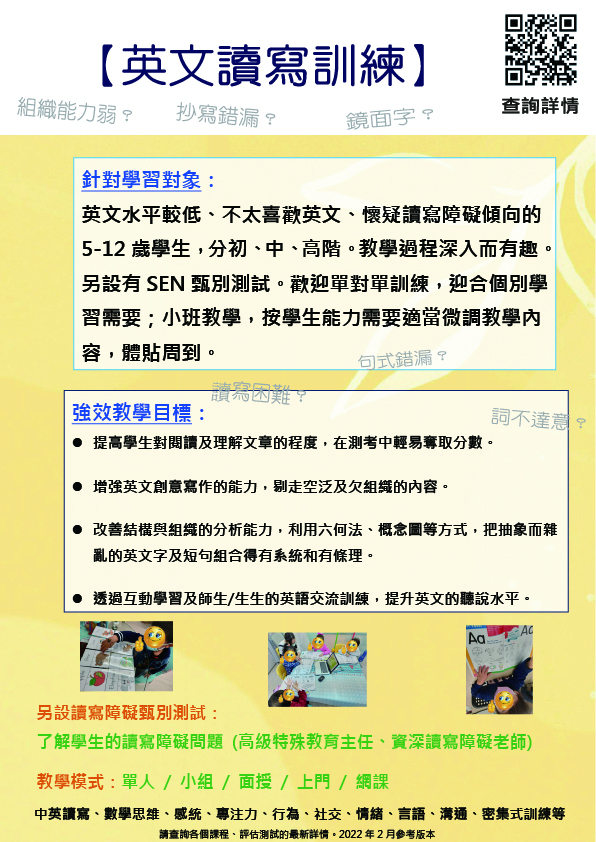 【英文讀寫訓練】
查詢詳情
組織能力弱？
抄寫錯漏？
鏡面字？
針對學習對象：
英文水平較低、不太喜歡英文、懷疑讀寫障礙傾向的
5-12 歲學生，分初、中、高階。教學過程深入而有趣。
另設有 SEN 甄別測試。歡迎單對單訓練，迎合個別學
習需要；小班教學，按學生能力需要適當微調教學內
容，體貼周到。
句式錯漏？
讀寫困難？
詞不達意？
強效教學目標：
● 提高學生對閱讀及理解文章的程度，在測考中輕易奪取分數。
● 增強英文創意寫作的能力，剔走空泛及欠組織的內容。
● 改善結構與組織的分析能力，利用六何法、概念圖等方式，把抽象而雜
亂的英文字及短句組合得有系統和有條理。
● 透過互動學習及師生/生生的英語交流訓練，提升英文的聽說水平。
Aa
另設讀寫障礙甄別測試：
了解學生的讀寫障礙問題 (高級特殊教育主任、資深讀寫障礙老師)
教學模式：單人 / 小組 / 面授 / 上門 / 網課
中英讀寫、數學思維、感統、專注力、行為、社交、情緒、言語、溝通、密集式訓練等
請查詢各個課程、評估測試的最新詳情。2022 年 2 月參考版本